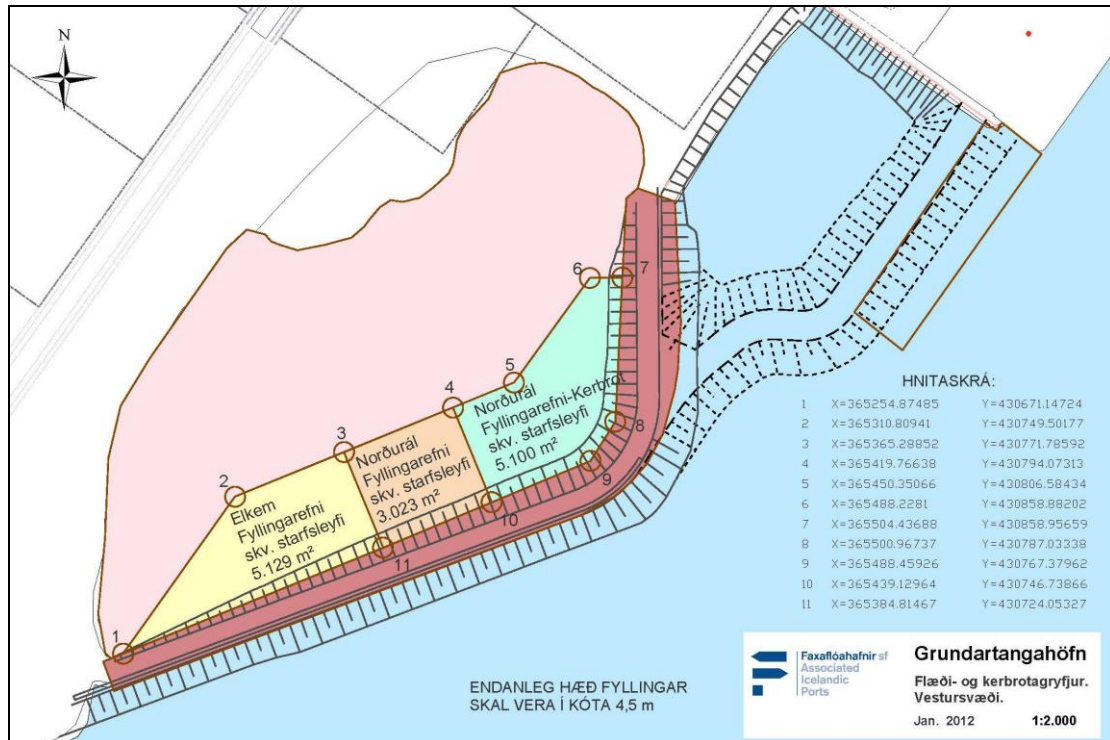 N
6
7
5
4
3
2
1
8
9
10
11
Norðurál
Fyllingarefni-Kerbrot
skv. starfsleyfi
5.100 m²
Norðurál
Fyllingarefni
skv. starfsleyfi
3.023 m²
Elkem
Fyllingarefni
skv. starfsleyfi
5.129 m²
HNITASKRÁ:
1 X=365254.87485 Y=430671.14724
2 X=365310.80941 Y=430749.50177
3 X=365365.28852 Y=430771.78592
4 X=365419.76638 Y=430794.07313
5 X=365450.35066 Y=430806.58434
6 X=365488.2281 Y=430858.88202
7 X=365504.43688 Y=430858.95659
8 X=365500.96737 Y=430787.03338
9 X=365488.45926 Y=430767.37962
10 X=365439.12964 Y=430746.73866
11 X=365384.81467 Y=430724.05327
ENDANLEG HÆÐ FYLLINGAR
SKAL VERA Í KÓTA 4,5 m
Faxaflóahafnir sf
Associated
Icelandic
Ports
Grundartangahöfn
Flæði- og kerbrotagryfjur.
Vestursvæði.
Jan. 2012 1:2.000